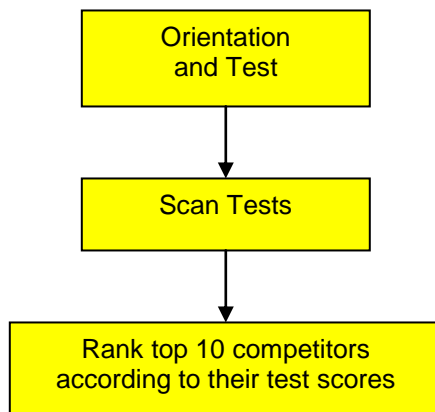 Orientation
and Test
Scan Tests
Rank top 10 competitors
according to their test scores